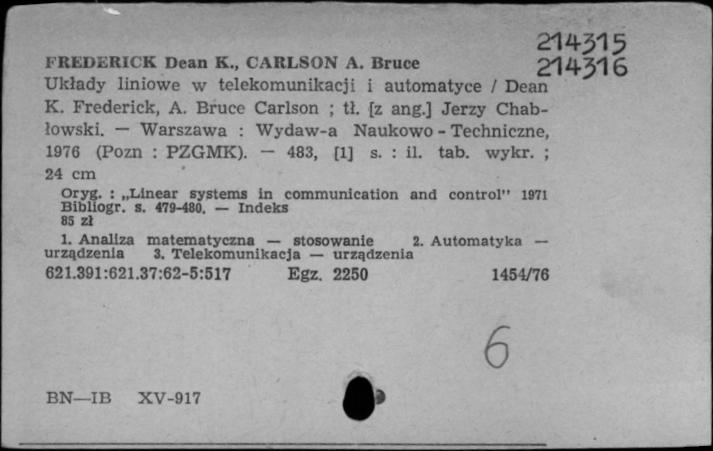 214315
FREDERICK Dean K., CARLSON A. Bruce
214316
Układy liniowe w telekomunikacji i automatyce / Dean
K. Frederick, A. Bruce Carlson ; tł. [z ang.] Jerzy Chab-
łowski. — Warszawa : Wydaw-a Naukowo - Techniczne,
1976 (Pozn : PZGMK). — 483, [1] s. : il. tab. wykr. ;
24 cm
Oryg. : „Linear systems in communication and control" 1971
Bibliogr. s. 479-480. — Indeks
85 zł
1. Analiza matematyczna — stosowanie 2. Automatyka —
urządzenia 3. Telekomunikacja — urządzenia
621.391:621.37:62-5:517 Egz. 2250 1454/76
6
BN—IB XV-917